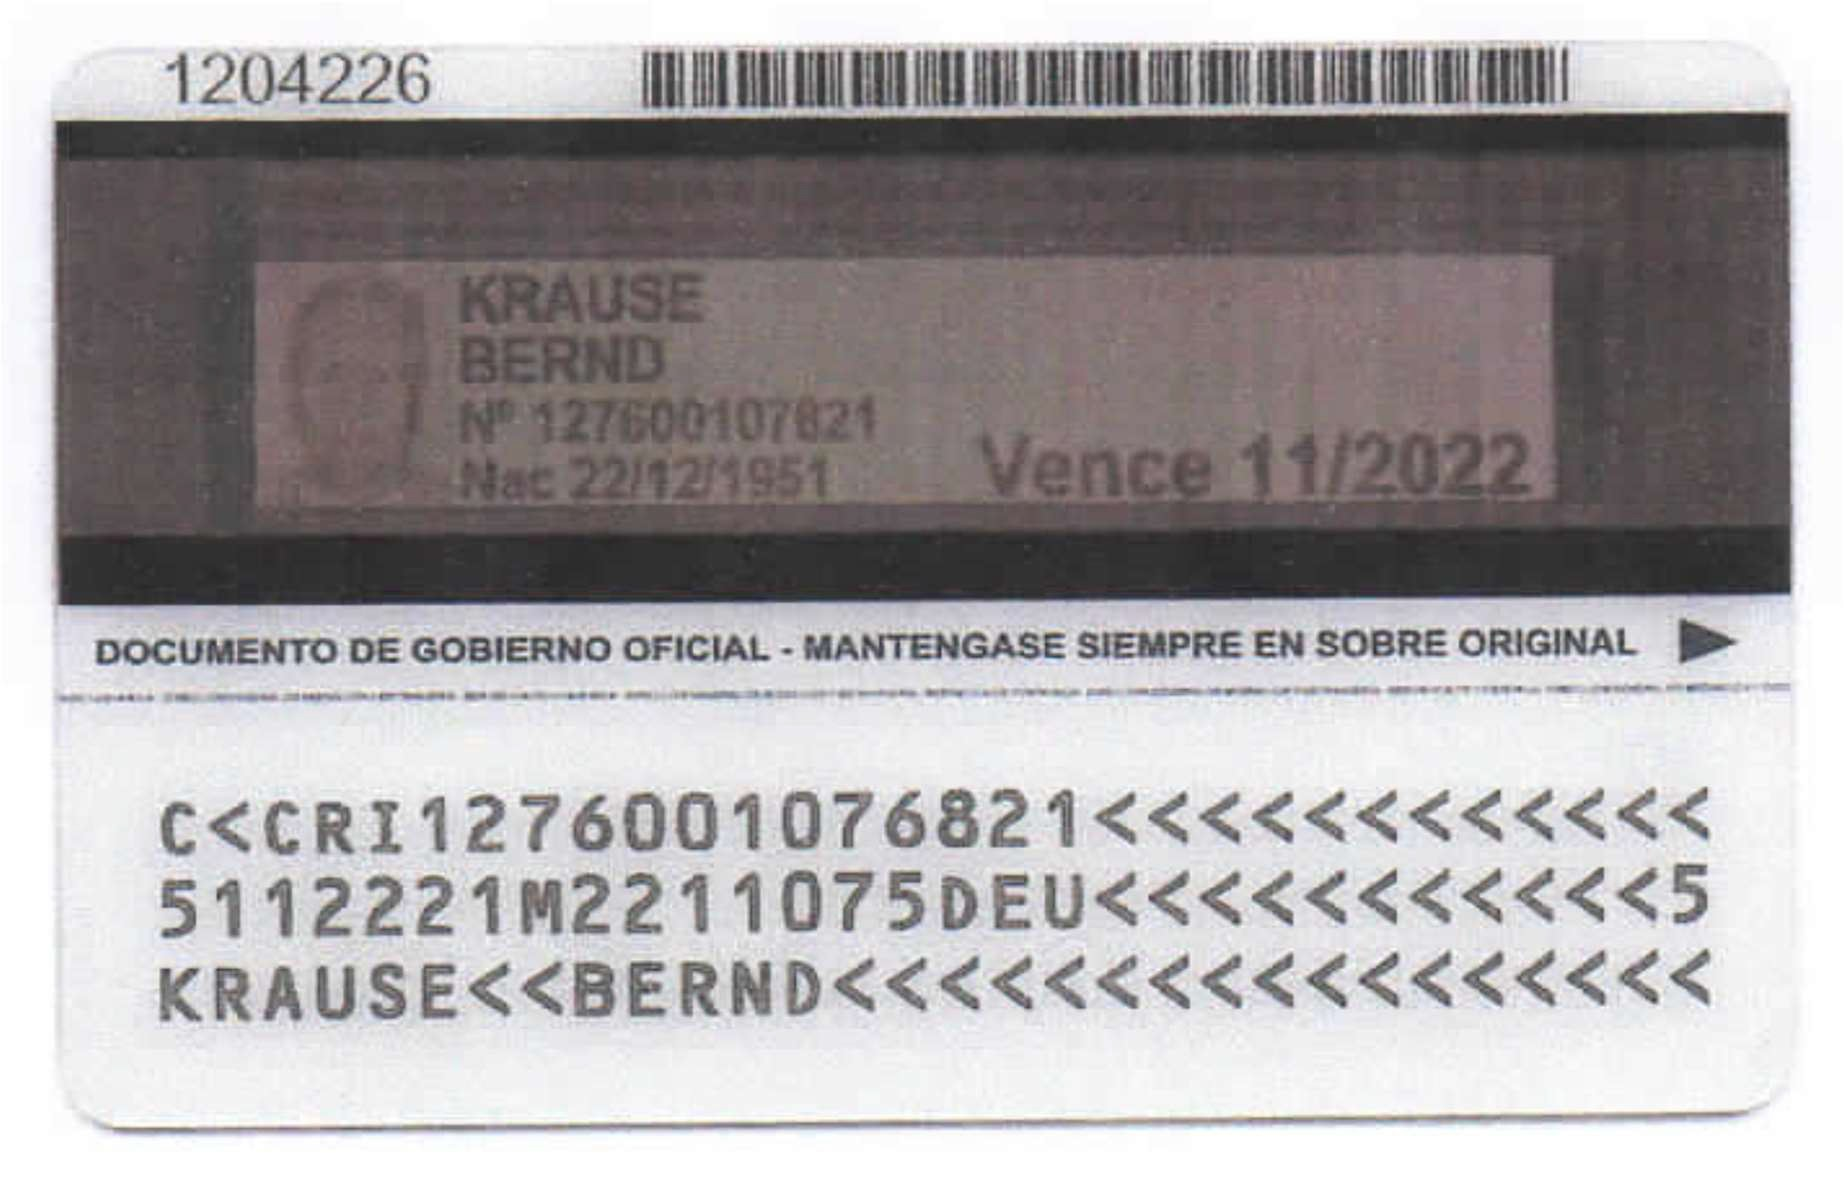 1204226
KRAUSE
BERND
Nº 127600107821
Nac 22/12/1951
Vence 11/2022
DOCUMENTO DE GOBIERNO OFICIAL - MANTENGASE SIEMPRE EN SOBRE ORIGINAL
C<CRI1276001076821<<<<<<<<<<<<
5112221M2211075DEU<<<<<<<<<<<5
KRAUSE<<BERND<<<<<<<<<<<<<<<<<